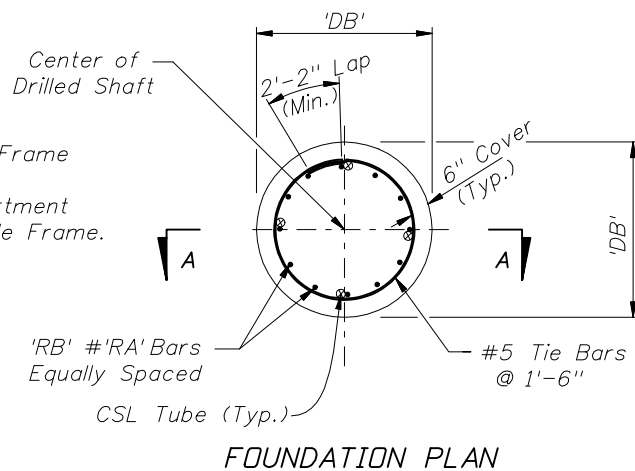 'DB'
Center of
Drilled Shaft
2'-2" Lap
(Min.)
6" Cover
(Typ.)
'DB'
Frame
rtment
le Frame.
A
A
'RB' #'RA' Bars
Equally Spaced
#5 Tie Bars
@ 1'-6"
CSL Tube (Typ.)
FOUNDATION PLAN